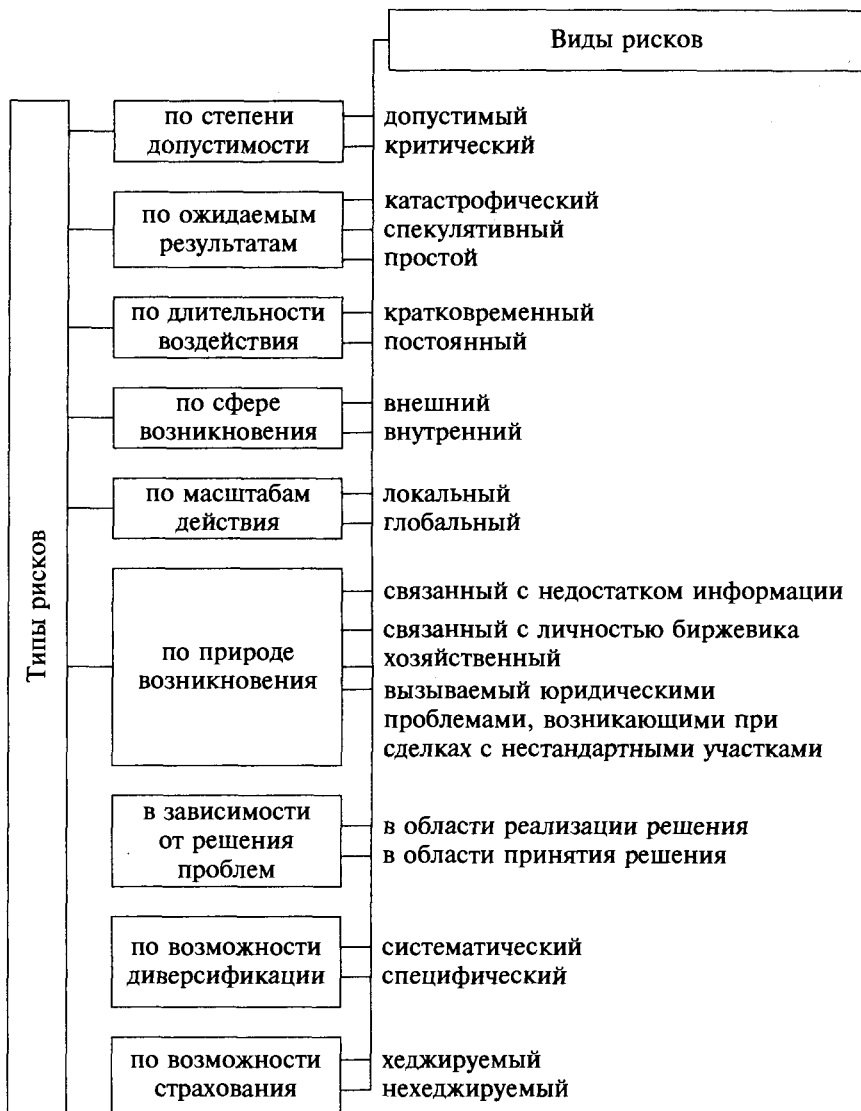 Виды рисков
Типы рисков
по степени
допустимости
допустимый
критический
по ожидаемым
результатам
катастрофический
спекулятивный
простой
по длительности
воздействия
кратковременный
постоянный
по сфере
возникновения
внешний
внутренний
по масштабам
действия
локальный
глобальный
по природе
возникновения
связанный с недостатком информации
связанный с личностью биржевика
хозяйственный
вызываемый юридическими
проблемами, возникающими при
сделках с нестандартными участками
в зависимости
от решения
проблем
в области реализации решения
в области принятия решения
по возможности
диверсификации
систематический
специфический
по возможности
страхования
хеджируемый
нехеджируемый